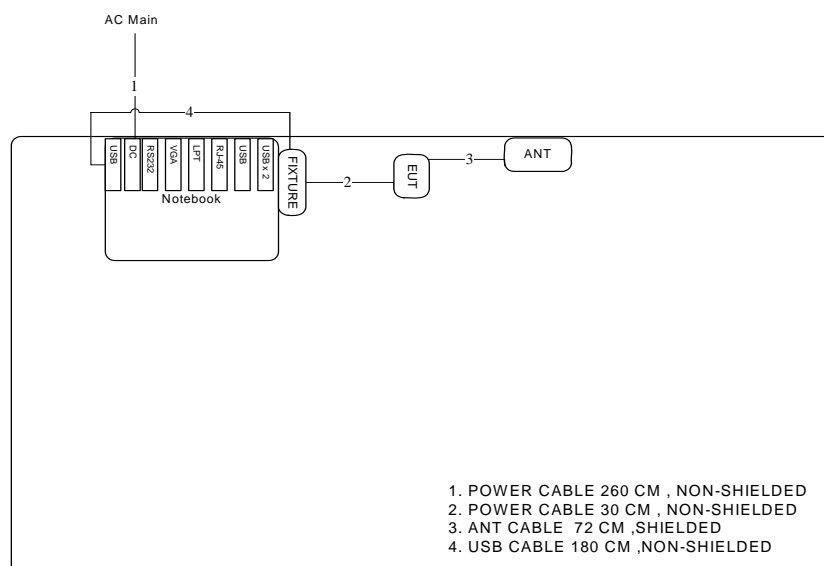 AC Main
1
4
USB
DC
RS232
VGA
LPT
RJ-45
USB
USB x 2
Notebook
FIXTURE
2
EUT
3
ANT
1. POWER CABLE 260 CM , NON-SHIELDED
2. POWER CABLE 30 CM , NON-SHIELDED
3. ANT CABLE 72 CM ,SHIELDED
4. USB CABLE 180 CM ,NON-SHIELDED